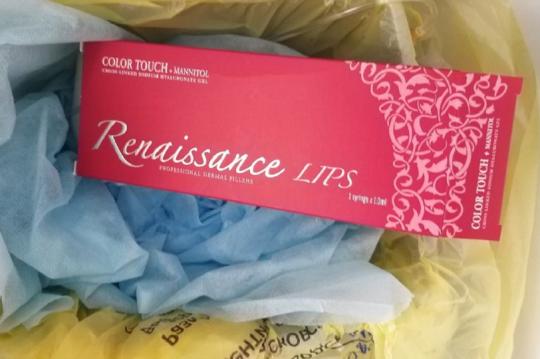 COLOR TOUCH + MANNITOL
CROSS LINKED SODIUM HYALURONATE GEL
Renaissance LIPS
PROFESSIONAL DERMAL FILLERS
1 syringe x 1.0ml
COLOR TOUCH + MANNITOL
CROSS LINKED SODIUM HYALURONATE GEL